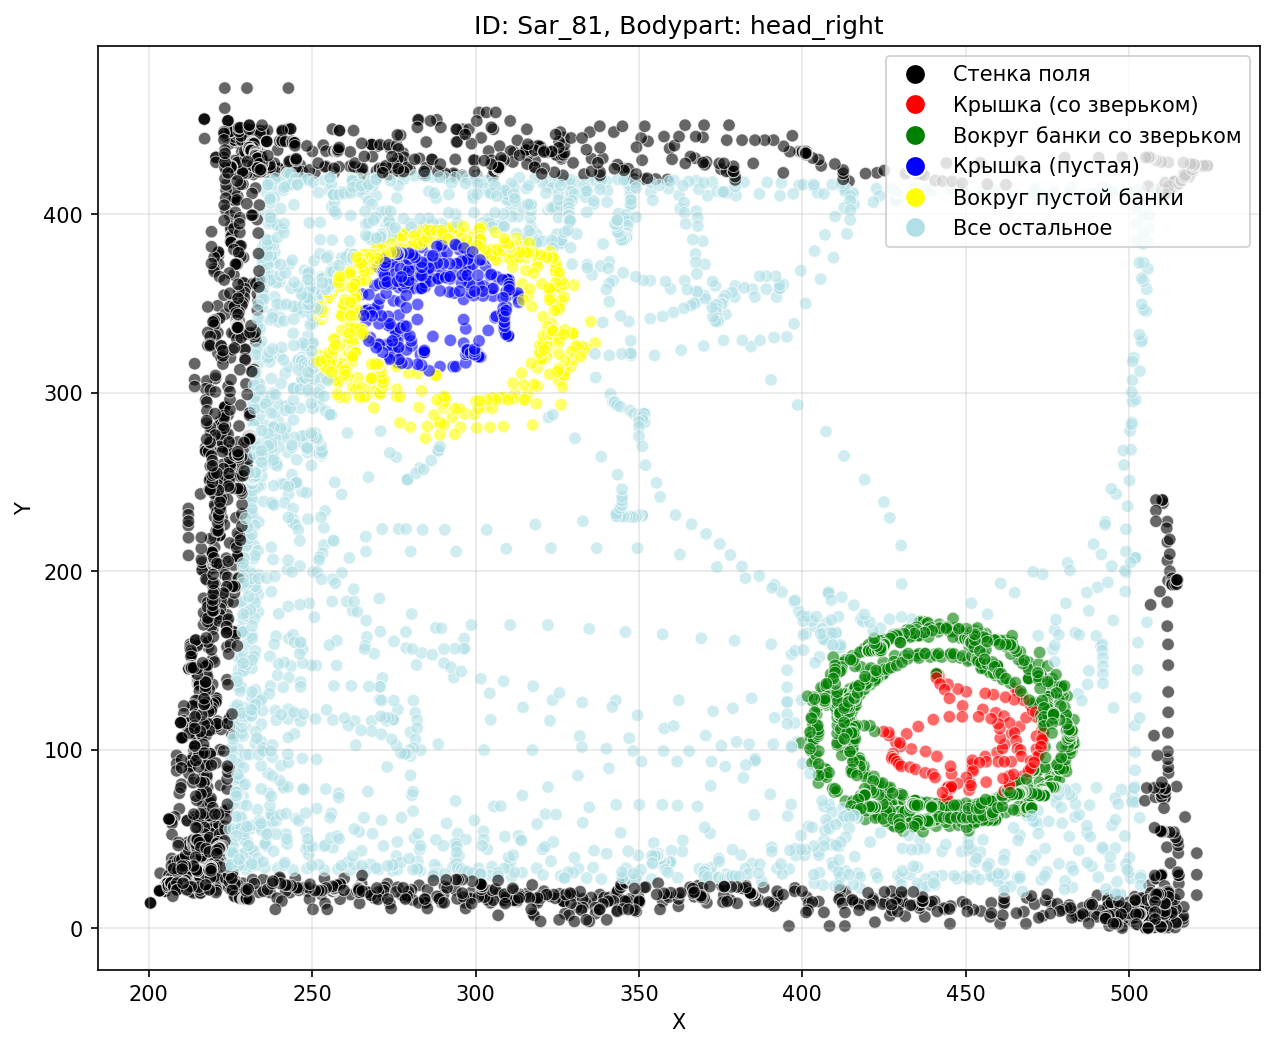 ID: Sar_81, Bodypart: head_right
Стенка поля
Крышка (со зверьком)
Вокруг банки со зверьком
Крышка (пустая)
Вокруг пустой банки
Все остальное
Y
400
300
200
100
0
200
250
300
350
400
450
500
X